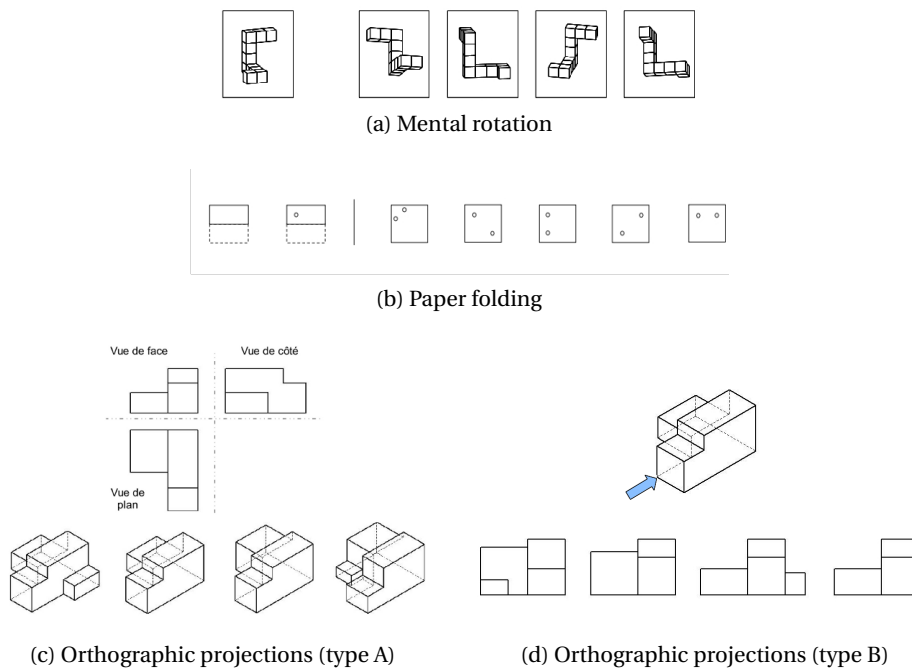 (a) Mental rotation
(b) Paper folding
Vue de face
Vue de côté
Vue de
plan
(c) Orthographic projections (type A)
(d) Orthographic projections (type B)